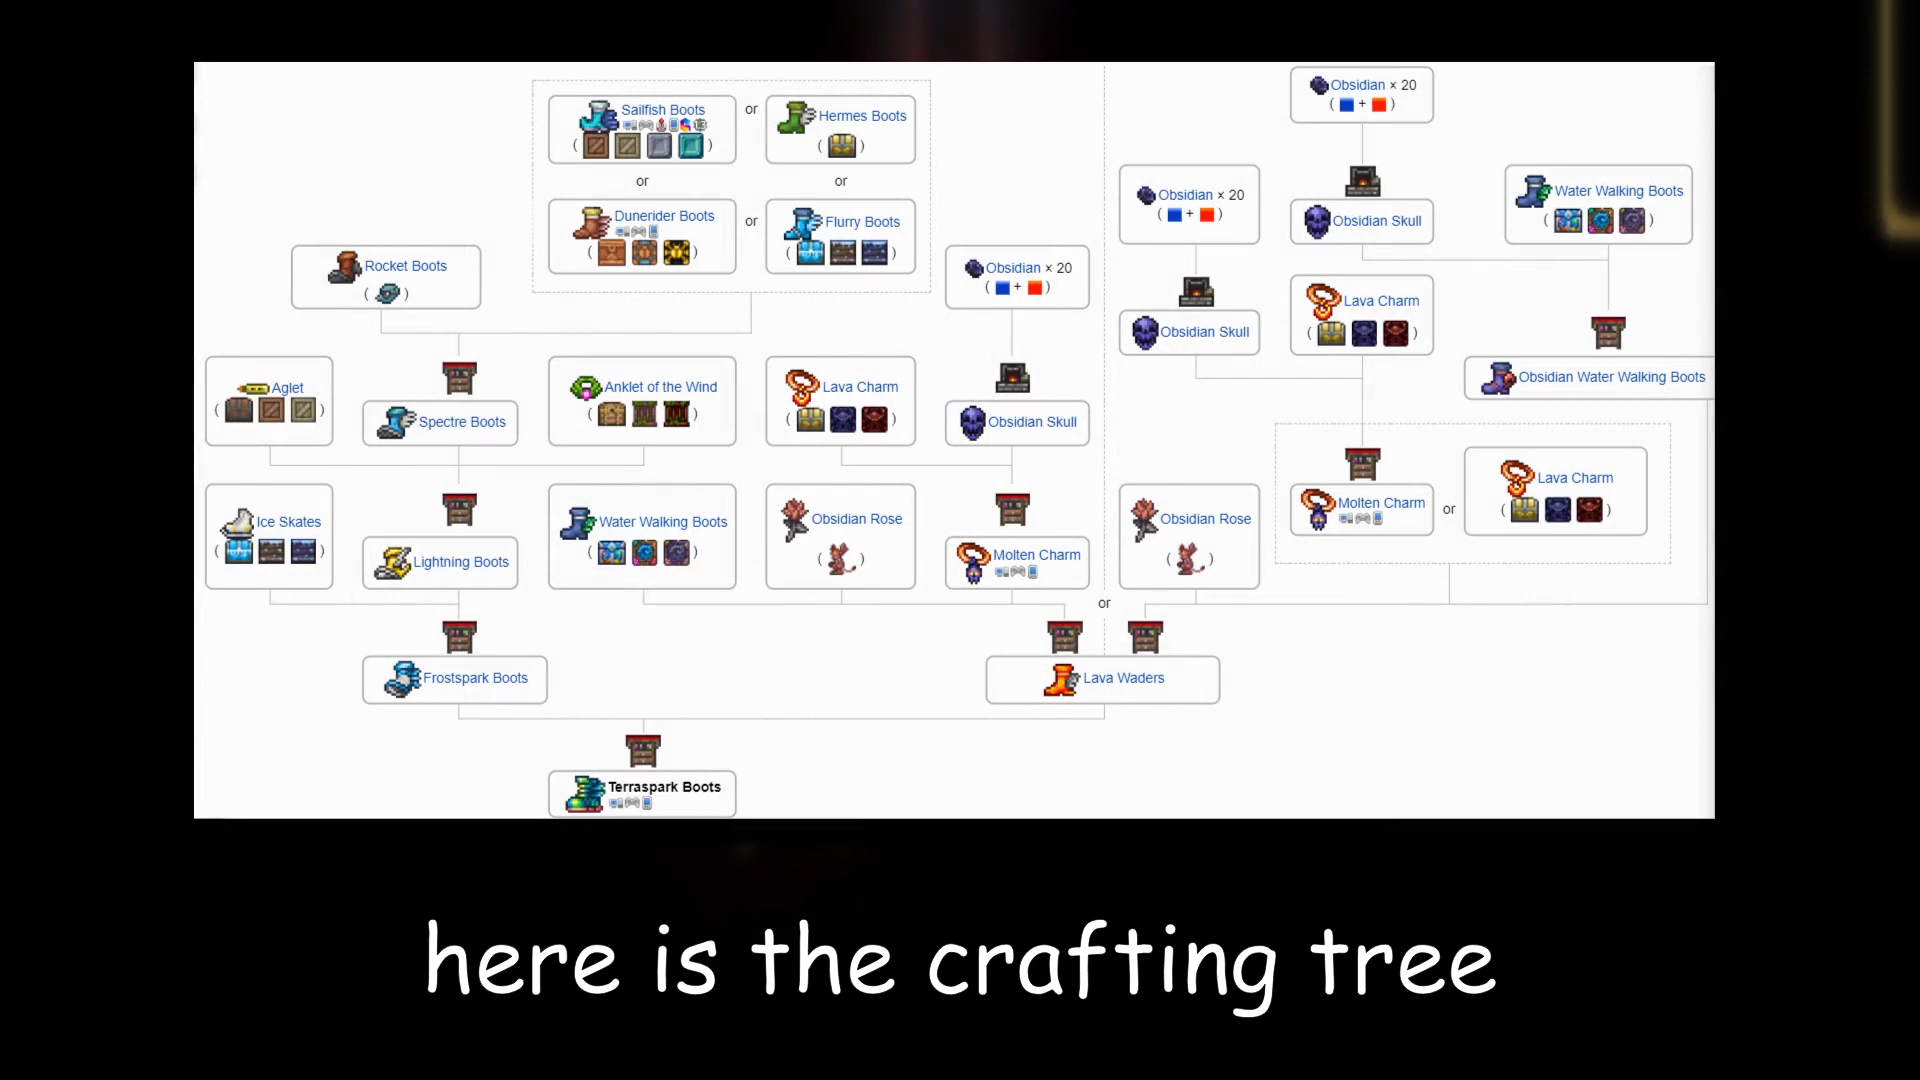 Obsidian × 20
( + )
Sailfish Boots
or
Hermes Boots
( )
( )
or
or
Obsidian × 20
( + )
Water Walking Boots
( )
Obsidian Skull
Dunerider Boots
or
Flurry Boots
( )
( )
Rocket Boots
( )
Obsidian × 20
( + )
Lava Charm
( )
Obsidian Skull
Obsidian Water Walking Boots
Aglet
( )
Spectre Boots
Anklet of the Wind
( )
Lava Charm
( )
Obsidian Skull
Lava Charm
( )
Molten Charm
or
Ice Skates
( )
Lightning Boots
Water Walking Boots
( )
Obsidian Rose
( )
Molten Charm
Obsidian Rose
( )
or
Frostspark Boots
Lava Waders
Terraspark Boots
here is the crafting tree